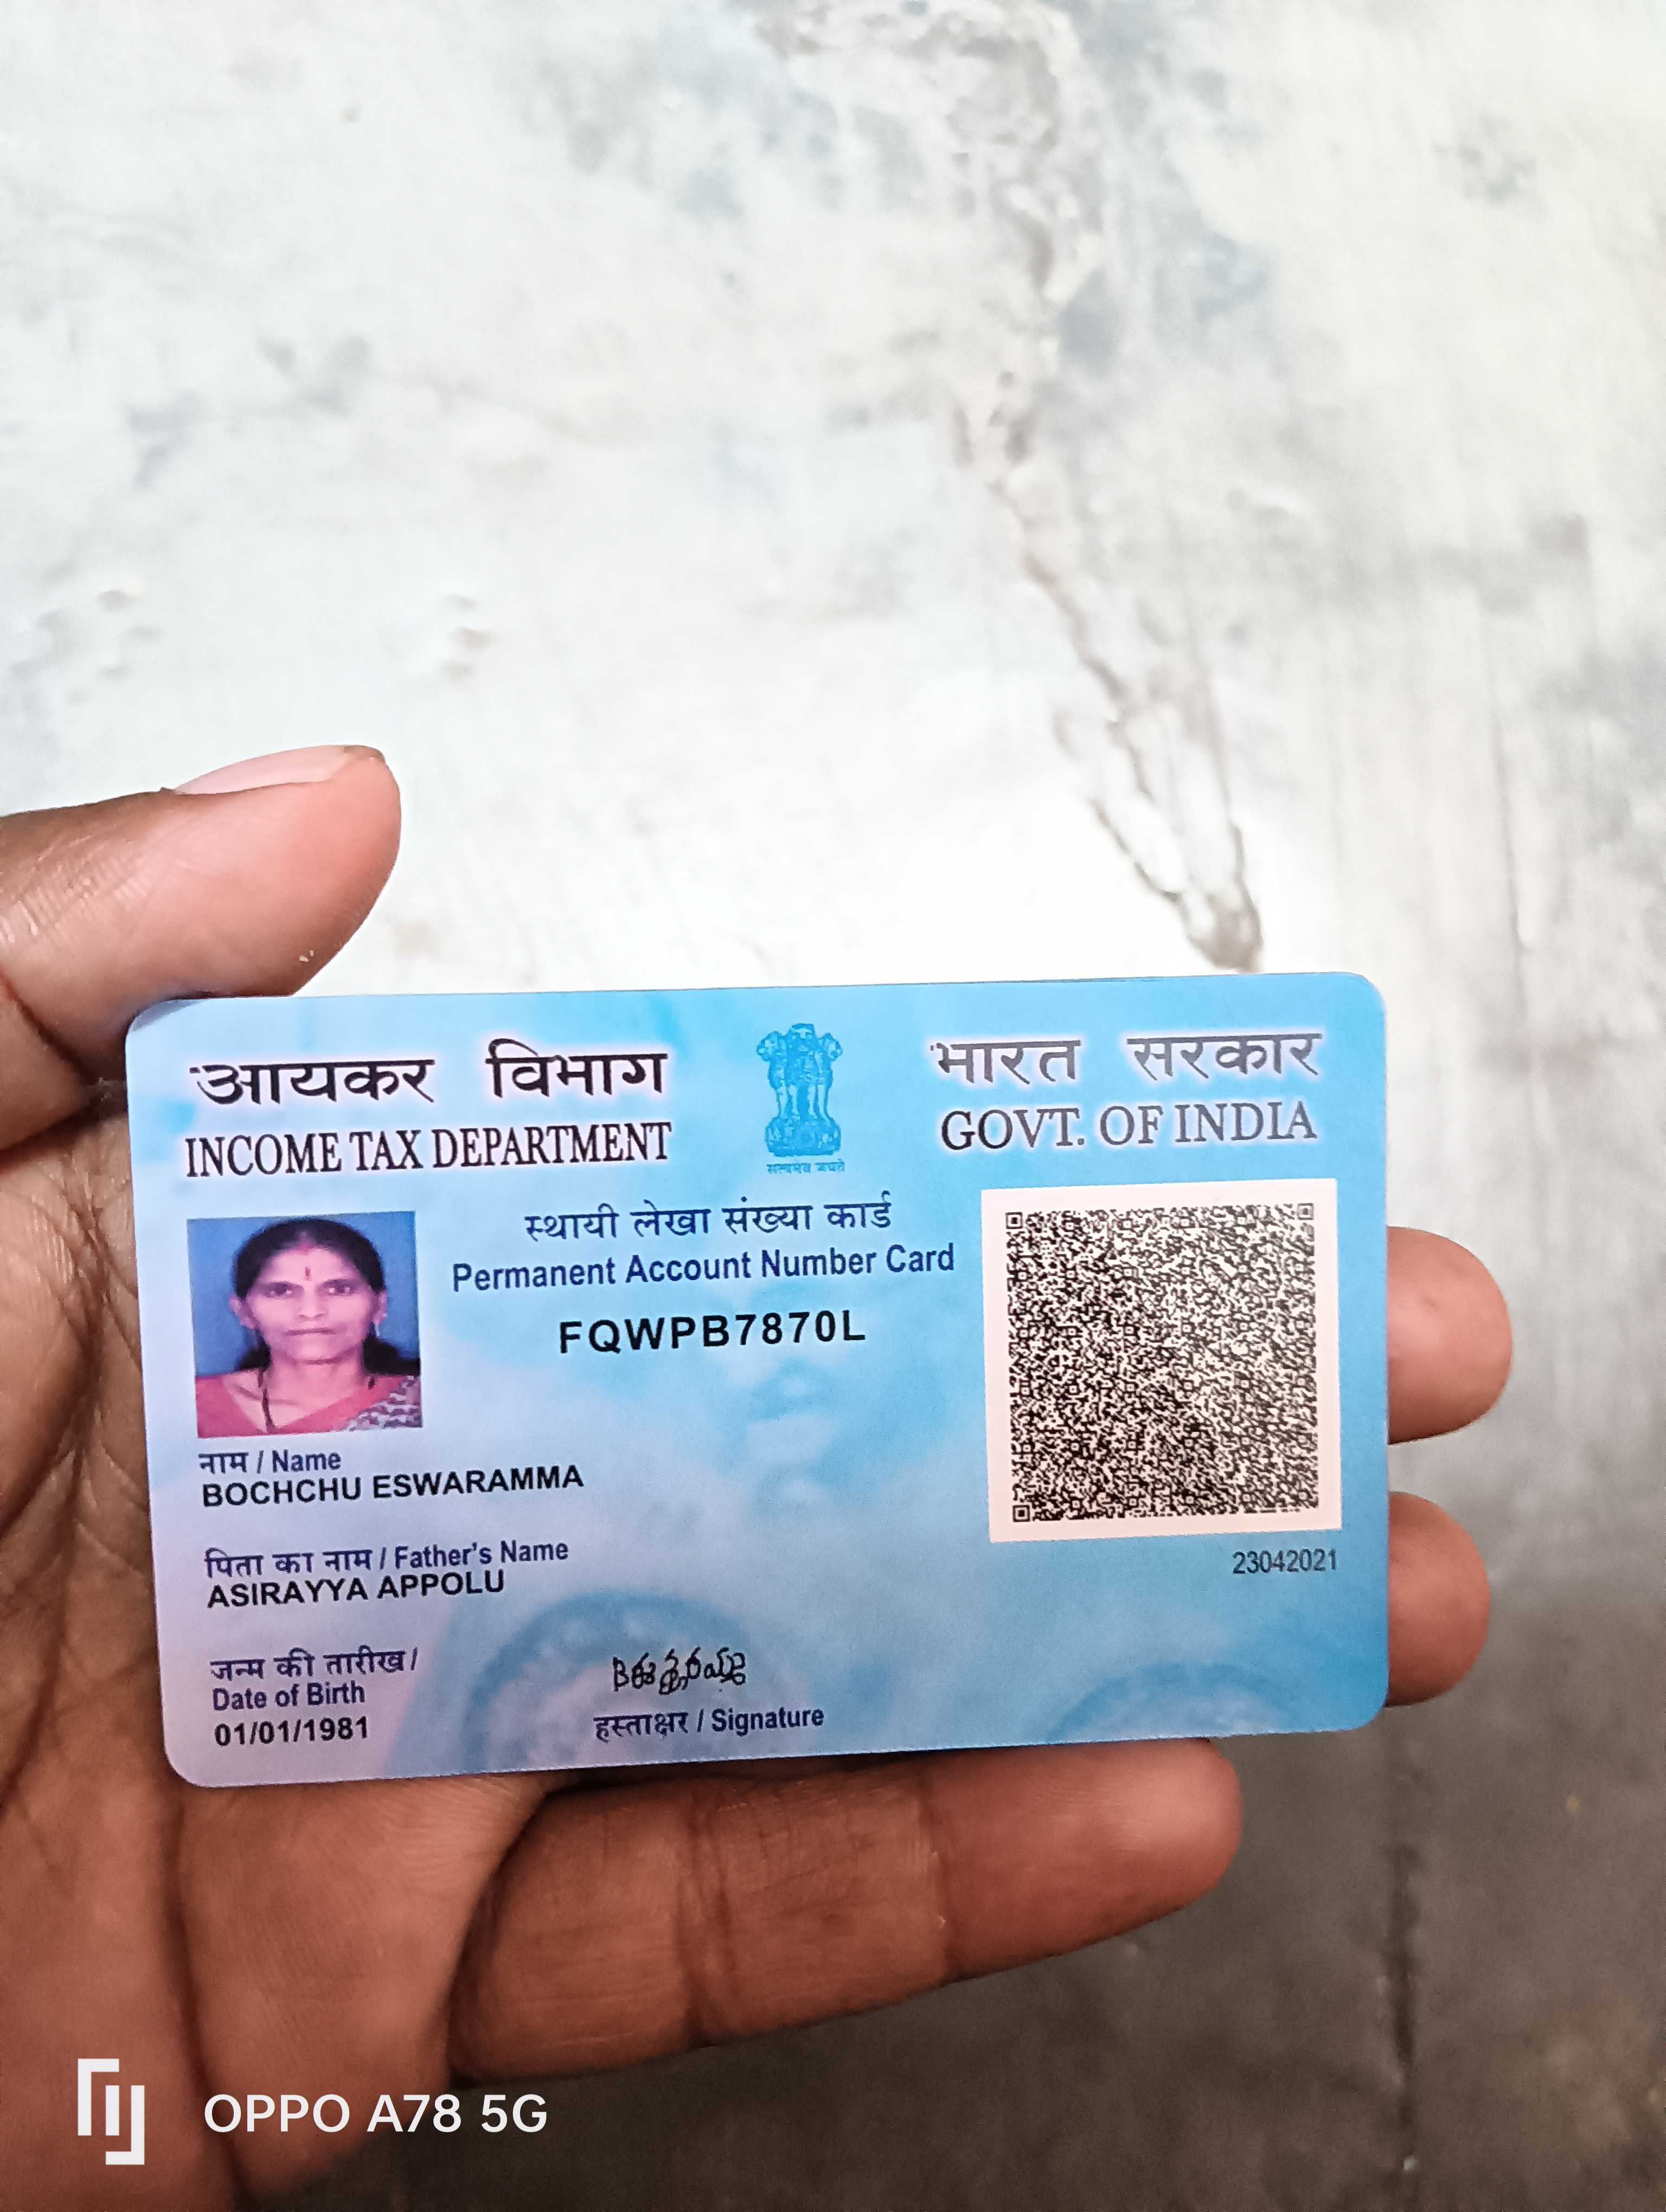 आयकर विभाग
INCOME TAX DEPARTMENT
सत्यमेव जयते
भारत सरकार
GOVT. OF INDIA
स्थायी लेखा संख्या कार्ड
Permanent Account Number Card
FQWPB7870L
नाम / Name
BOCHCHU ESWARAMMA
पिता का नाम / Father's Name
ASIRAYYA APPOLU
23042021
जन्म की तारीख /
Date of Birth
01/01/1981
हस्ताक्षर / Signature
OPPO A78 5G